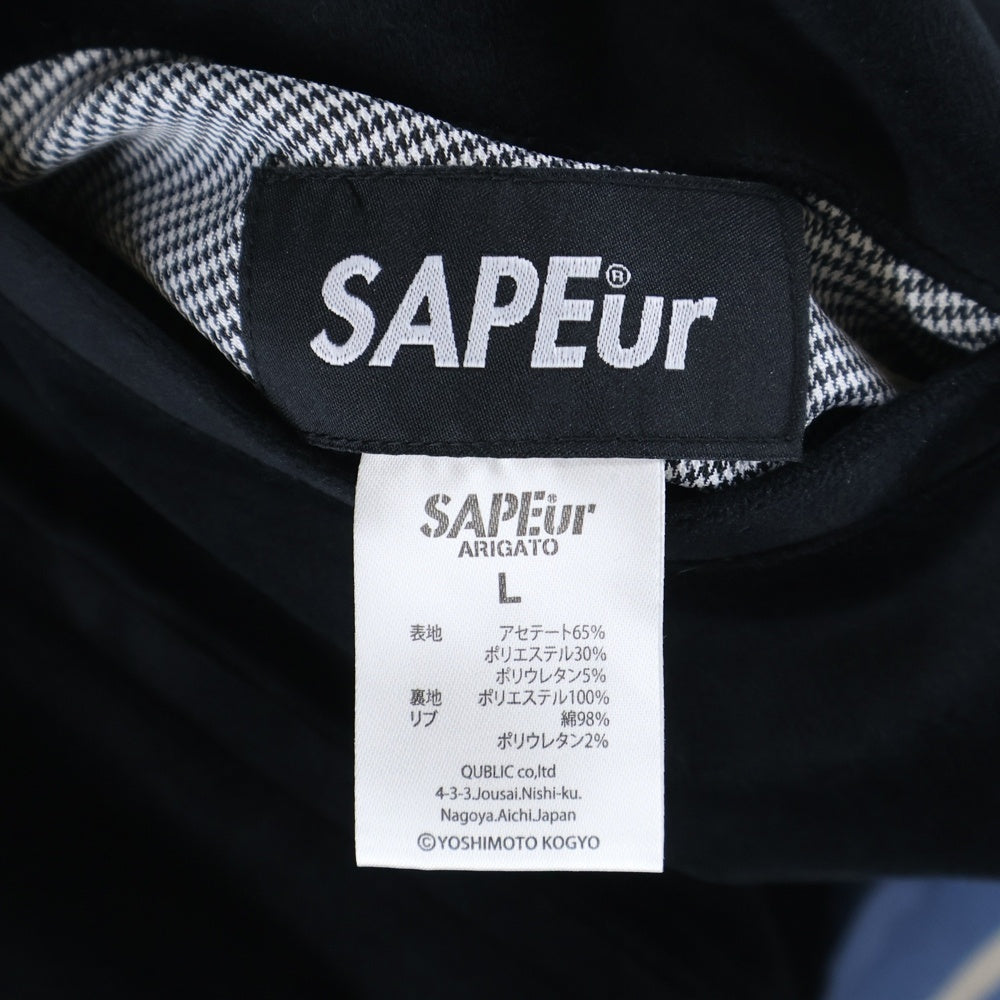 SAPEur®
SAPEur®
ARIGATO
L
表地 アセテート65%
ポリエステル30%
ポリウレタン5%
裏地 ポリエステル100%
リブ 綿98%
ポリウレタン2%
QUBLIC co,ltd
4-3-3.Jousai.Nishi-ku.
Nagoya.Aichi.Japan
©YOSHIMOTO KOGYO